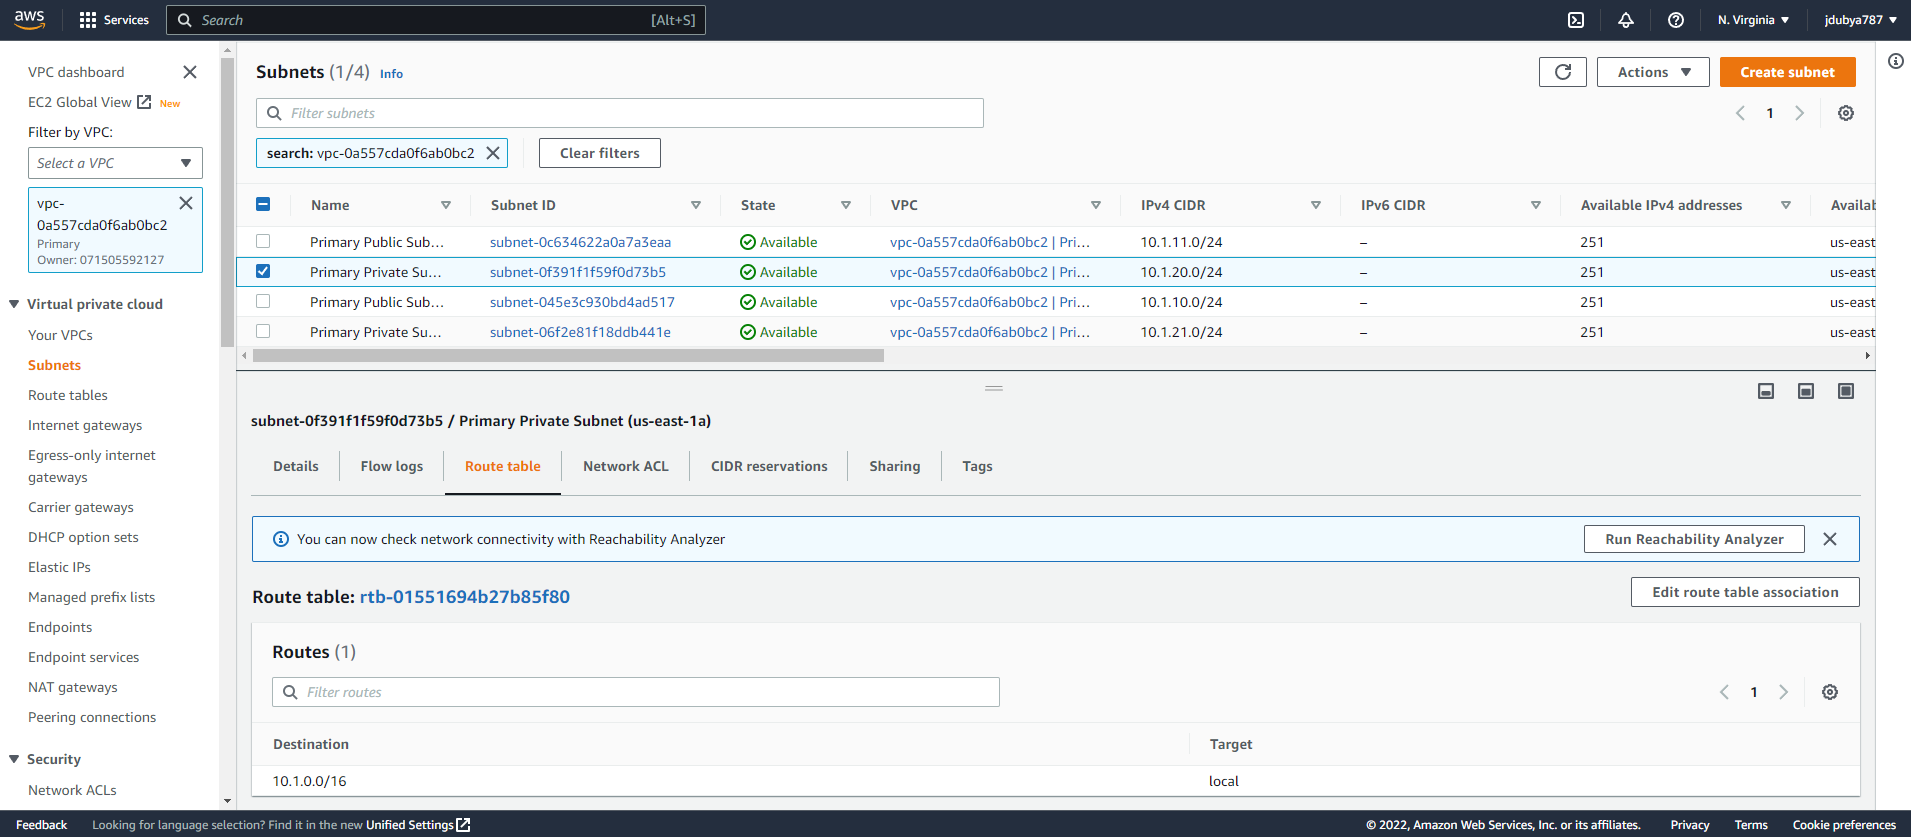 aws
Services
Search
[Alt+S]
N. Virginia
jdubya787
VPC dashboard
EC2 Global View New
Filter by VPC:
Select a VPC
vpc-
0a557cda0f6ab0bc2
Primary
Owner: 071505592127
Virtual private cloud
Your VPCs
Subnets
Route tables
Internet gateways
Egress-only internet
gateways
Carrier gateways
DHCP option sets
Elastic IPs
Managed prefix lists
Endpoints
Endpoint services
NAT gateways
Peering connections
Security
Network ACLs
Subnets (1/4) Info
Actions
Create subnet
Filter subnets
1
search: vpc-0a557cda0f6ab0bc2
Clear filters
Name Subnet ID State VPC IPv4 CIDR IPv6 CIDR Available IPv4 addresses Availab
Primary Public Sub... subnet-0c634622a0a7a3eaa Available vpc-0a557cda0f6ab0bc2 | Pri... 10.1.11.0/24 – 251 us-east
Primary Private Su... subnet-0f391f1f59f0d73b5 Available vpc-0a557cda0f6ab0bc2 | Pri... 10.1.20.0/24 – 251 us-east
Primary Public Sub... subnet-045e3c930bd4ad517 Available vpc-0a557cda0f6ab0bc2 | Pri... 10.1.10.0/24 – 251 us-east
Primary Private Su... subnet-06f2e81f18ddb441e Available vpc-0a557cda0f6ab0bc2 | Pri... 10.1.21.0/24 – 251 us-east
subnet-0f391f1f59f0d73b5 / Primary Private Subnet (us-east-1a)
Details Flow logs Route table Network ACL CIDR reservations Sharing Tags
You can now check network connectivity with Reachability Analyzer
Run Reachability Analyzer
Route table: rtb-01551694b27b85f80
Edit route table association
Routes (1)
Filter routes
1
Destination Target
10.1.0.0/16 local
Feedback Looking for language selection? Find it in the new Unified Settings
© 2022, Amazon Web Services, Inc. or its affiliates. Privacy Terms Cookie preferences